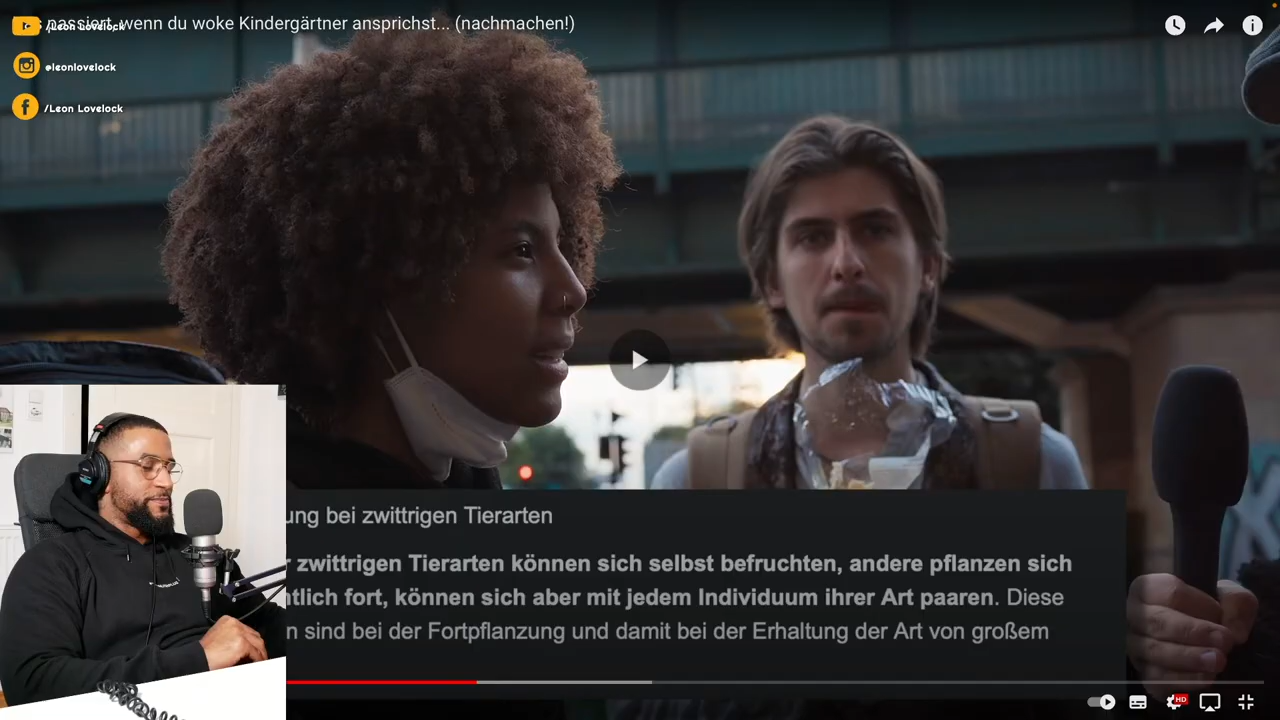 passiert, wenn du woke Kindergärtner ansprichst... (nachmachen!)
/Leon Lovelock
@leonlovelock
/Leon Lovelock
ung bei zwittrigen Tierarten
r zwittrigen Tierarten können sich selbst befruchten, andere pflanzen sich
ntlich fort, können sich aber mit jedem Individuum ihrer Art paaren. Diese
n sind bei der Fortpflanzung und damit bei der Erhaltung der Art von großem
HD